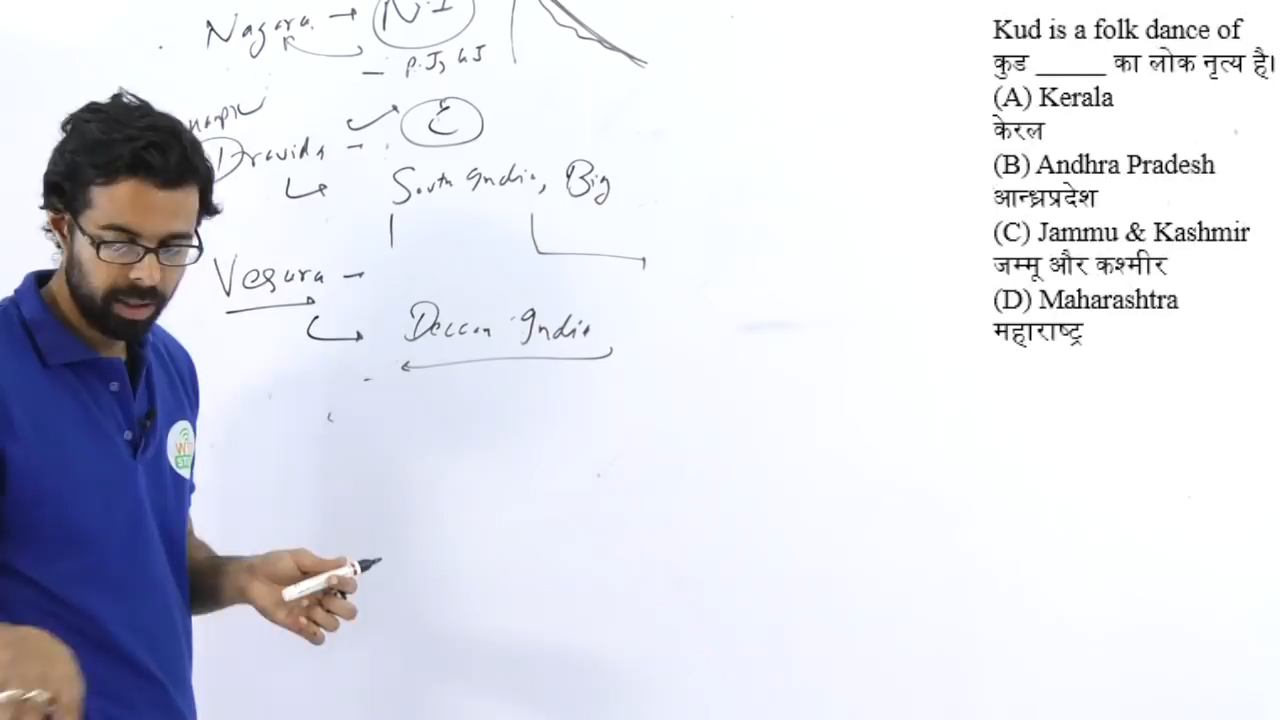 Nagara → N.I
- P.J, G.J
Dravida - E
South India, Big
Vesara -
Deccan India
Kud is a folk dance of
कुड ______ का लोक नृत्य है।
(A) Kerala
केरल
(B) Andhra Pradesh
आन्ध्रप्रदेश
(C) Jammu & Kashmir
जम्मू और कश्मीर
(D) Maharashtra
महाराष्ट्र